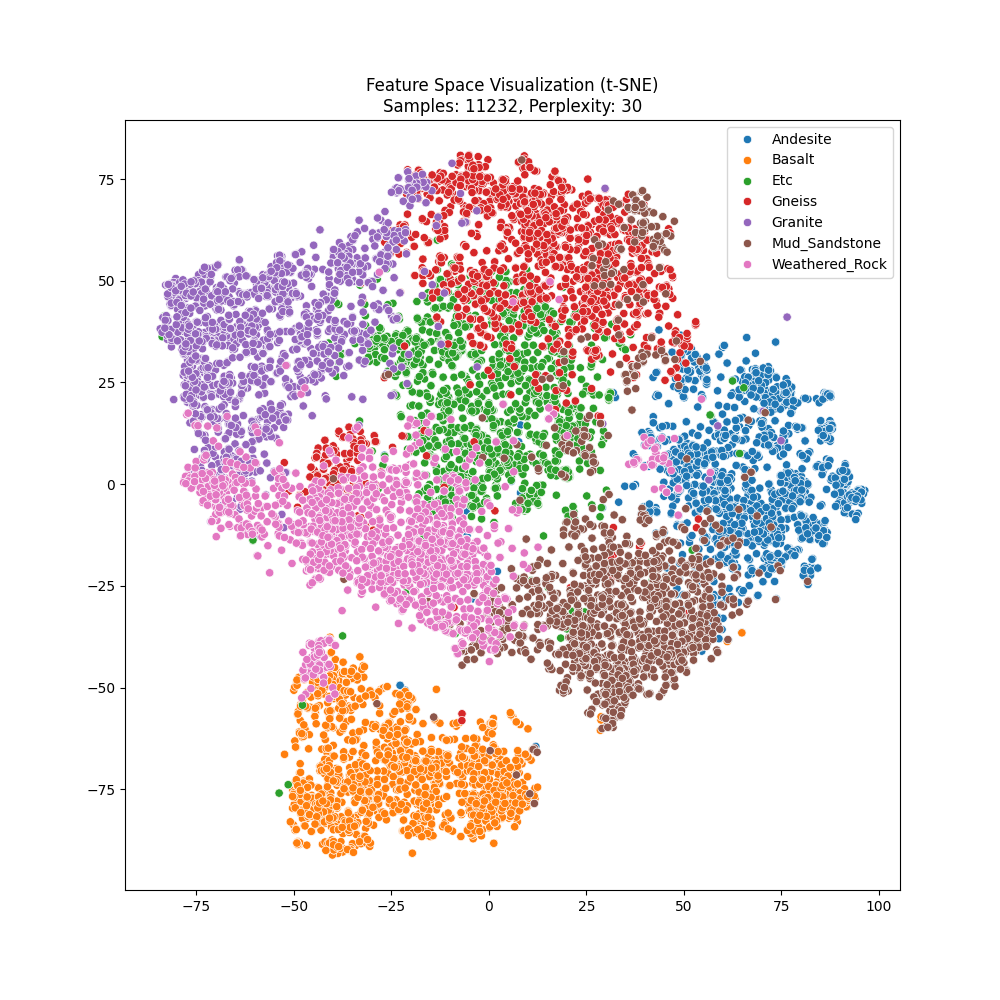 Feature Space Visualization (t-SNE)
Samples: 11232, Perplexity: 30
Andesite
Basalt
Etc
Gneiss
Granite
Mud_Sandstone
Weathered_Rock
75
50
25
0
−25
−50
−75
−75 −50 −25 0 25 50 75 100